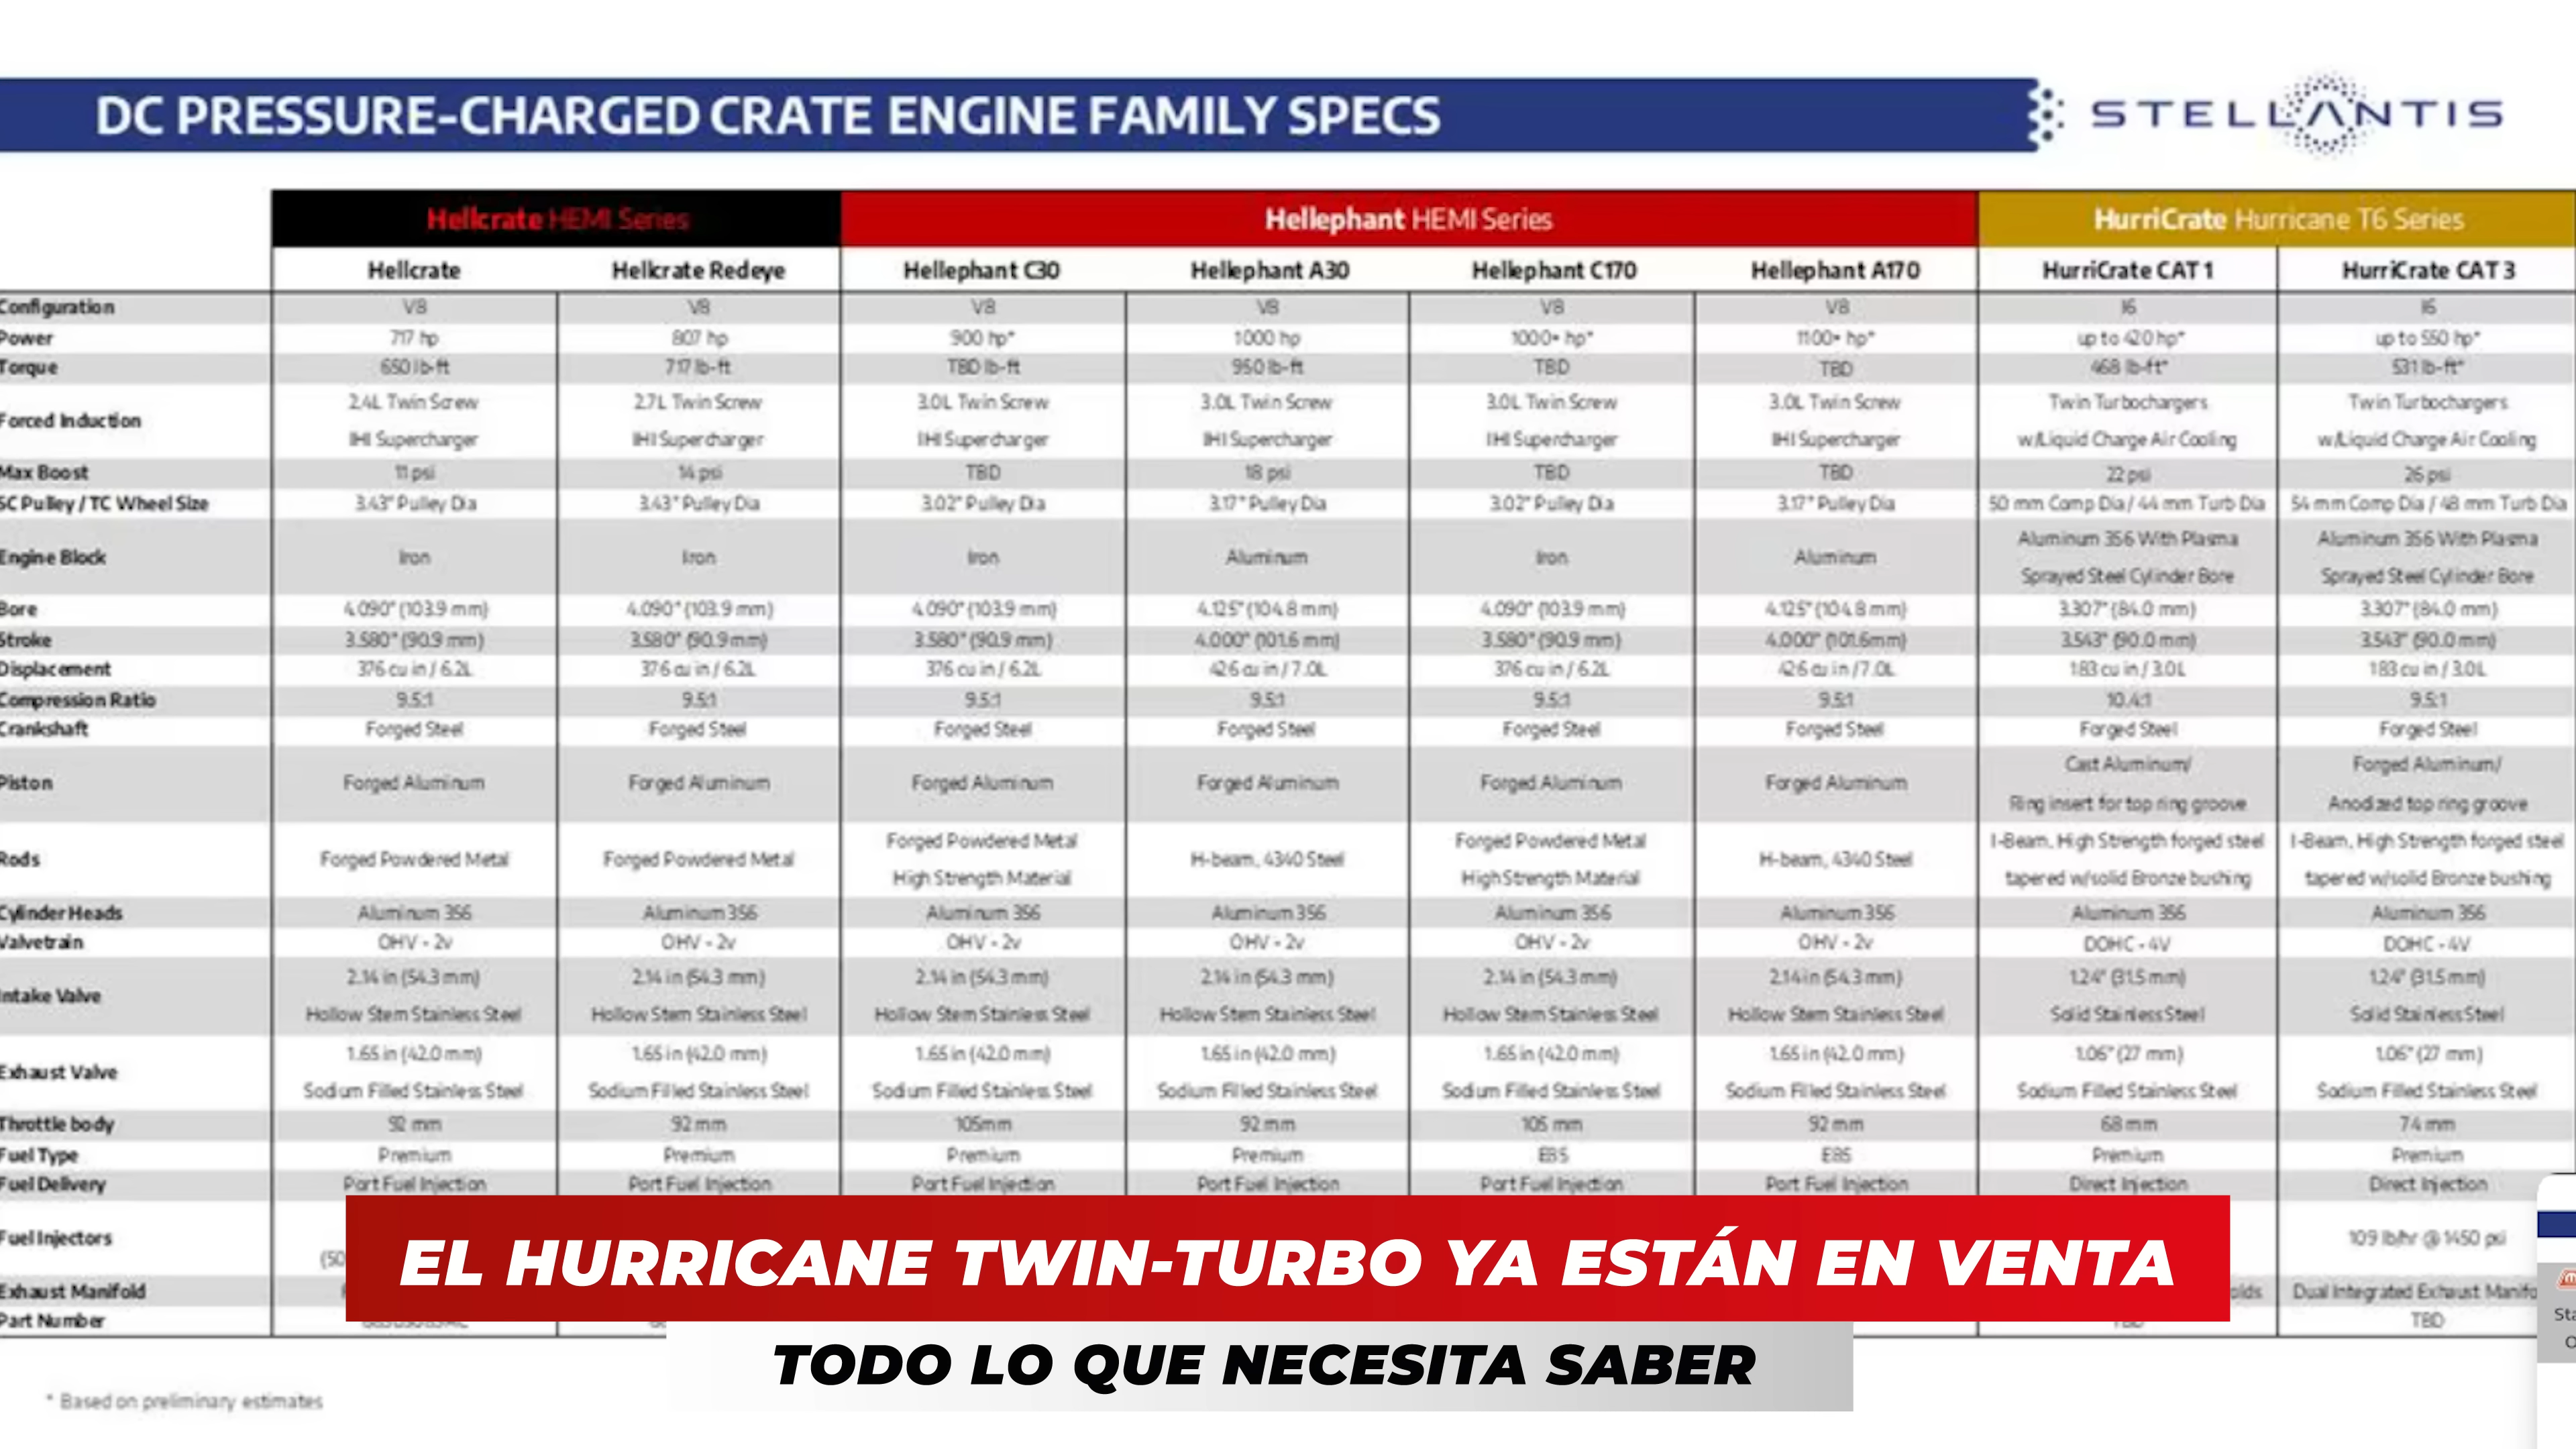 DC PRESSURE-CHARGED CRATE ENGINE FAMILY SPECS
STELLANTIS
Hellcrate HEMI Series Hellephant HEMI Series HurriCrate Hurricane T6 Series
Hellcrate Hellcrate Redeye Hellephant C30 Hellephant A30 Hellephant C170 Hellephant A170 HurriCrate CAT 1 HurriCrate CAT 3
Configuration V8 V8 V8 V8 V8 V8 I6 I6
Power 717 hp 807 hp 900 hp* 1000 hp 1000+ hp* 1100+ hp* up to 420 hp* up to 550 hp*
Torque 650 lb-ft 717 lb-ft TBD lb-ft 950 lb-ft TBD TBD 468 lb-ft* 531 lb-ft*
Forced Induction 2.4L Twin Screw 2.7L Twin Screw 3.0L Twin Screw 3.0L Twin Screw 3.0L Twin Screw 3.0L Twin Screw Twin Turbochargers Twin Turbochargers
IHI Supercharger IHI Supercharger IHI Supercharger IHI Supercharger IHI Supercharger IHI Supercharger w/Liquid Charge Air Cooling w/Liquid Charge Air Cooling
Max Boost 11 psi 14 psi TBD 18 psi TBD TBD 22 psi 26 psi
SC Pulley / TC Wheel Size 3.43" Pulley Dia 3.43" Pulley Dia 3.02" Pulley Dia 3.17" Pulley Dia 3.02" Pulley Dia 3.17" Pulley Dia 50 mm Comp Dia / 44 mm Turb Dia 54 mm Comp Dia / 48 mm Turb Dia
Engine Block Iron Iron Iron Aluminum Iron Aluminum Aluminum 356 With Plasma Aluminum 356 With Plasma
Sprayed Steel Cylinder Bore Sprayed Steel Cylinder Bore
Bore 4.090" (103.9 mm) 4.090" (103.9 mm) 4.090" (103.9 mm) 4.125" (104.8 mm) 4.090" (103.9 mm) 4.125" (104.8 mm) 3.307" (84.0 mm) 3.307" (84.0 mm)
Stroke 3.580" (90.9 mm) 3.580" (90.9 mm) 3.580" (90.9 mm) 4.000" (101.6 mm) 3.580" (90.9 mm) 4.000" (101.6mm) 3.543" (90.0 mm) 3.543" (90.0 mm)
Displacement 376 cu in / 6.2L 376 cu in / 6.2L 376 cu in / 6.2L 426 cu in / 7.0L 376 cu in / 6.2L 426 cu in /7.0L 183 cu in / 3.0L 183 cu in / 3.0L
Compression Ratio 9.5:1 9.5:1 9.5:1 9.5:1 9.5:1 9.5:1 10.4:1 9.5:1
Crankshaft Forged Steel Forged Steel Forged Steel Forged Steel Forged Steel Forged Steel Forged Steel Forged Steel
Piston Forged Aluminum Forged Aluminum Forged Aluminum Forged Aluminum Forged Aluminum Forged Aluminum Cast Aluminum/ Forged Aluminum/
Ring insert for top ring groove Anodized top ring groove
Rods Forged Powdered Metal Forged Powdered Metal Forged Powdered Metal H-beam, 4340 Steel Forged Powdered Metal H-beam, 4340 Steel I-Beam, High Strength forged steel I-Beam, High Strength forged steel
High Strength Material High Strength Material tapered w/solid Bronze bushing tapered w/solid Bronze bushing
Cylinder Heads Aluminum 356 Aluminum 356 Aluminum 356 Aluminum 356 Aluminum 356 Aluminum 356 Aluminum 356 Aluminum 356
Valvetrain OHV - 2v OHV - 2v OHV - 2v OHV - 2v OHV - 2v OHV - 2v DOHC - 4V DOHC - 4V
Intake Valve 2.14 in (54.3 mm) 2.14 in (54.3 mm) 2.14 in (54.3 mm) 2.14 in (54.3 mm) 2.14 in (54.3 mm) 2.14 in (54.3 mm) 1.24" (31.5 mm) 1.24" (31.5 mm)
Hollow Stem Stainless Steel Hollow Stem Stainless Steel Hollow Stem Stainless Steel Hollow Stem Stainless Steel Hollow Stem Stainless Steel Hollow Stem Stainless Steel Solid Stainless Steel Solid Stainless Steel
Exhaust Valve 1.65 in (42.0 mm) 1.65 in (42.0 mm) 1.65 in (42.0 mm) 1.65 in (42.0 mm) 1.65 in (42.0 mm) 1.65 in (42.0 mm) 1.06" (27 mm) 1.06" (27 mm)
Sodium Filled Stainless Steel Sodium Filled Stainless Steel Sodium Filled Stainless Steel Sodium Filled Stainless Steel Sodium Filled Stainless Steel Sodium Filled Stainless Steel Sodium Filled Stainless Steel Sodium Filled Stainless Steel
Throttle body 92 mm 92 mm 105mm 92 mm 105 mm 92 mm 68 mm 74 mm
Fuel Type Premium Premium Premium Premium E85 E85 Premium Premium
Fuel Delivery Port Fuel Injection Port Fuel Injection Port Fuel Injection Port Fuel Injection Port Fuel Injection Port Fuel Injection Direct Injection Direct Injection
Fuel Injectors (50 109 lb/hr @ 1450 psi
Exhaust Manifold olds Dual Integrated Exhaust Manifo
Part Number TBD
EL HURRICANE TWIN-TURBO YA ESTÁN EN VENTA
TODO LO QUE NECESITA SABER
* Based on preliminary estimates